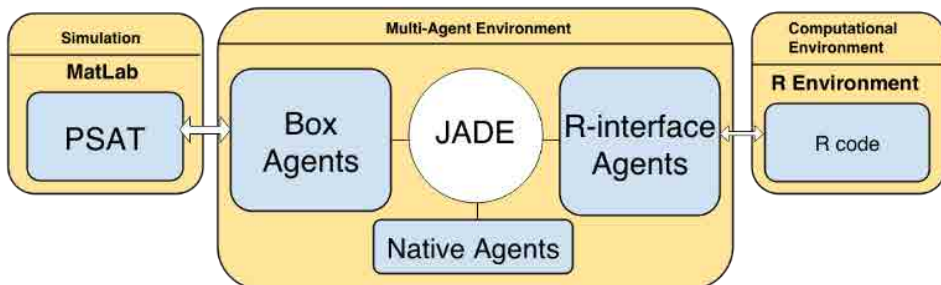 Simulation
MatLab
PSAT
Multi-Agent Environment
Box
Agents
JADE
R-interface
Agents
Native Agents
Computational
Environment
R Environment
R code